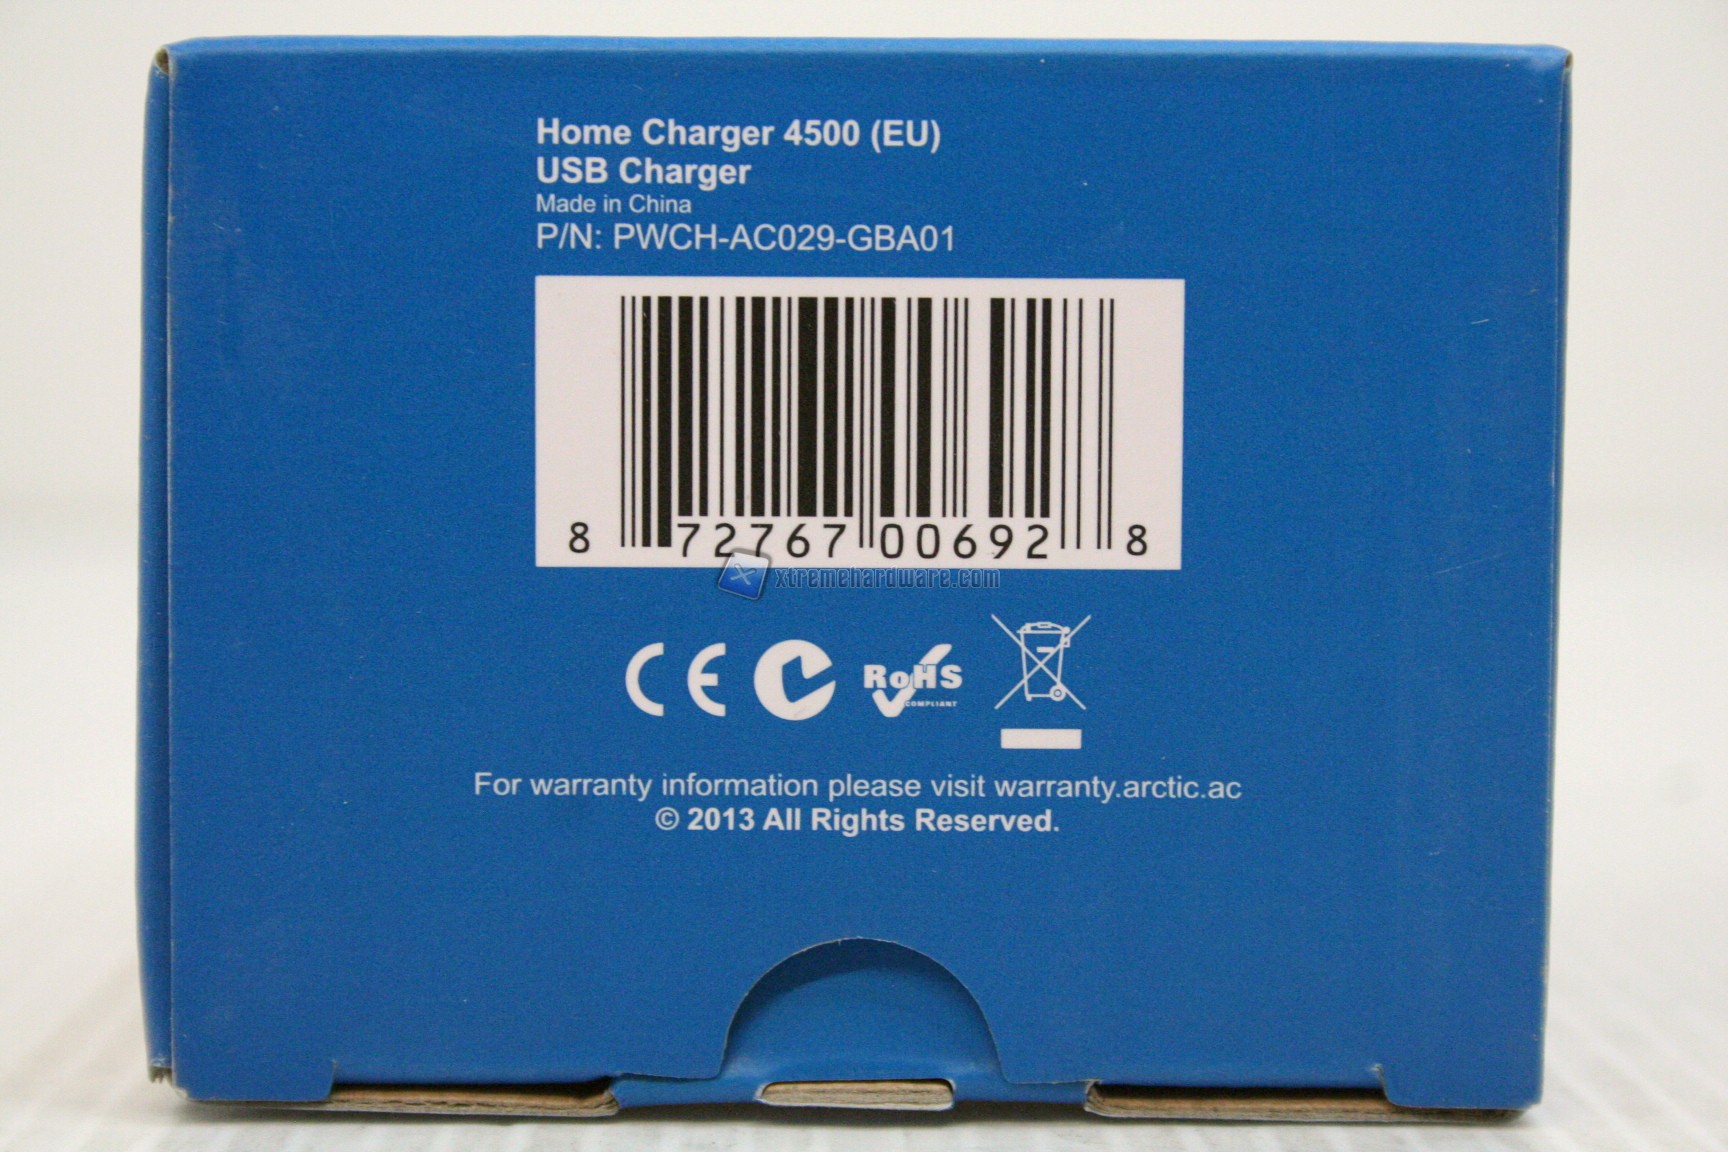 Home Charger 4500 (EU)
USB Charger
Made in China
P/N: PWCH-AC029-GBA01
8 72767 00692 8
xtremehardware.com
CE RoHS
COMPLIANT
For warranty information please visit warranty.arctic.ac
© 2013 All Rights Reserved.